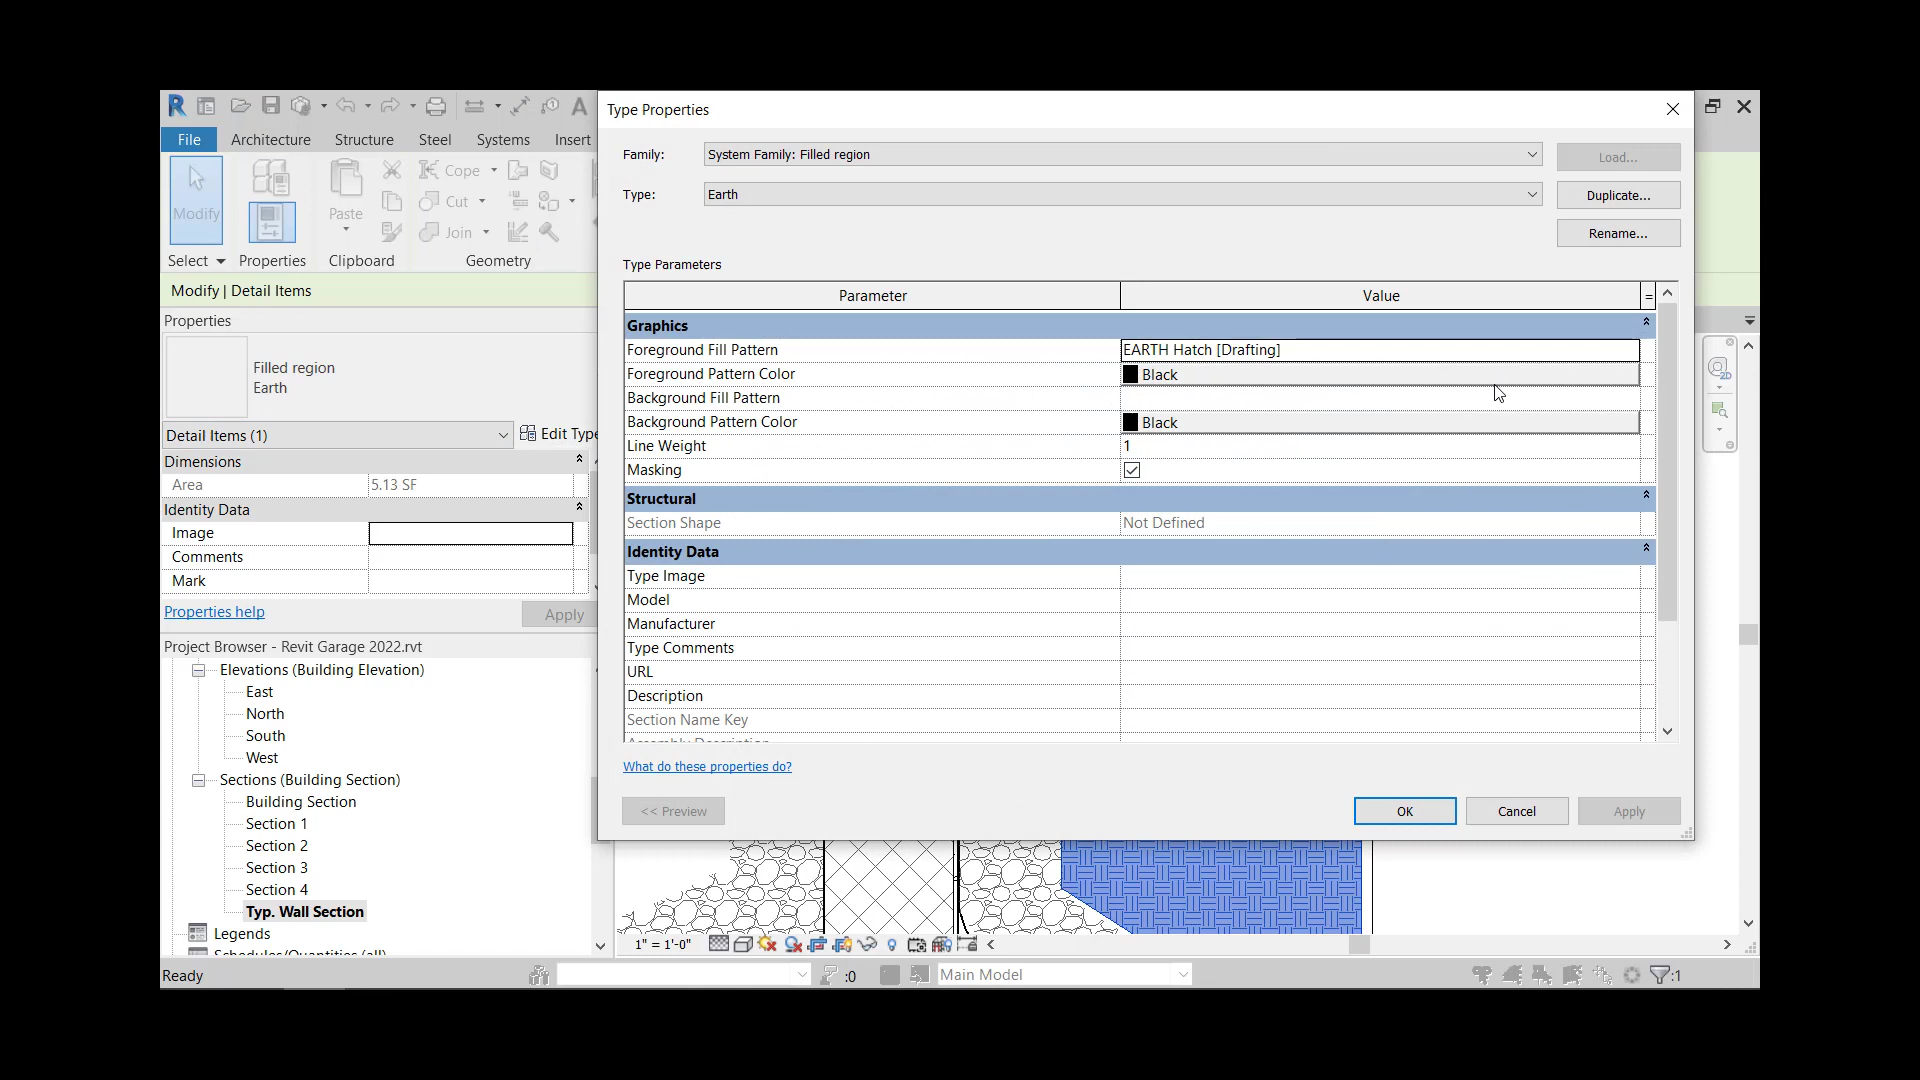 Type Properties
File
Architecture
Structure
Steel
Systems
Insert
Modify
Paste
Cope
Cut
Join
Select
Properties
Clipboard
Geometry
Modify | Detail Items
Properties
Filled region
Earth
Detail Items (1)
Edit Type
Dimensions
Area
5.13 SF
Identity Data
Image
Comments
Mark
Properties help
Apply
Project Browser - Revit Garage 2022.rvt
Elevations (Building Elevation)
East
North
South
West
Sections (Building Section)
Building Section
Section 1
Section 2
Section 3
Section 4
Typ. Wall Section
Legends
Schedules/Quantities (all)
Family:
System Family: Filled region
Load...
Type:
Earth
Duplicate...
Rename...
Type Parameters
Parameter
Value
=
Graphics
Foreground Fill Pattern
EARTH Hatch [Drafting]
Foreground Pattern Color
Black
Background Fill Pattern
Background Pattern Color
Black
Line Weight
1
Masking
Structural
Section Shape
Not Defined
Identity Data
Type Image
Model
Manufacturer
Type Comments
URL
Description
Section Name Key
Assembly Description
What do these properties do?
<< Preview
OK
Cancel
Apply
2D
1" = 1'-0"
Ready
:0
Main Model
:1